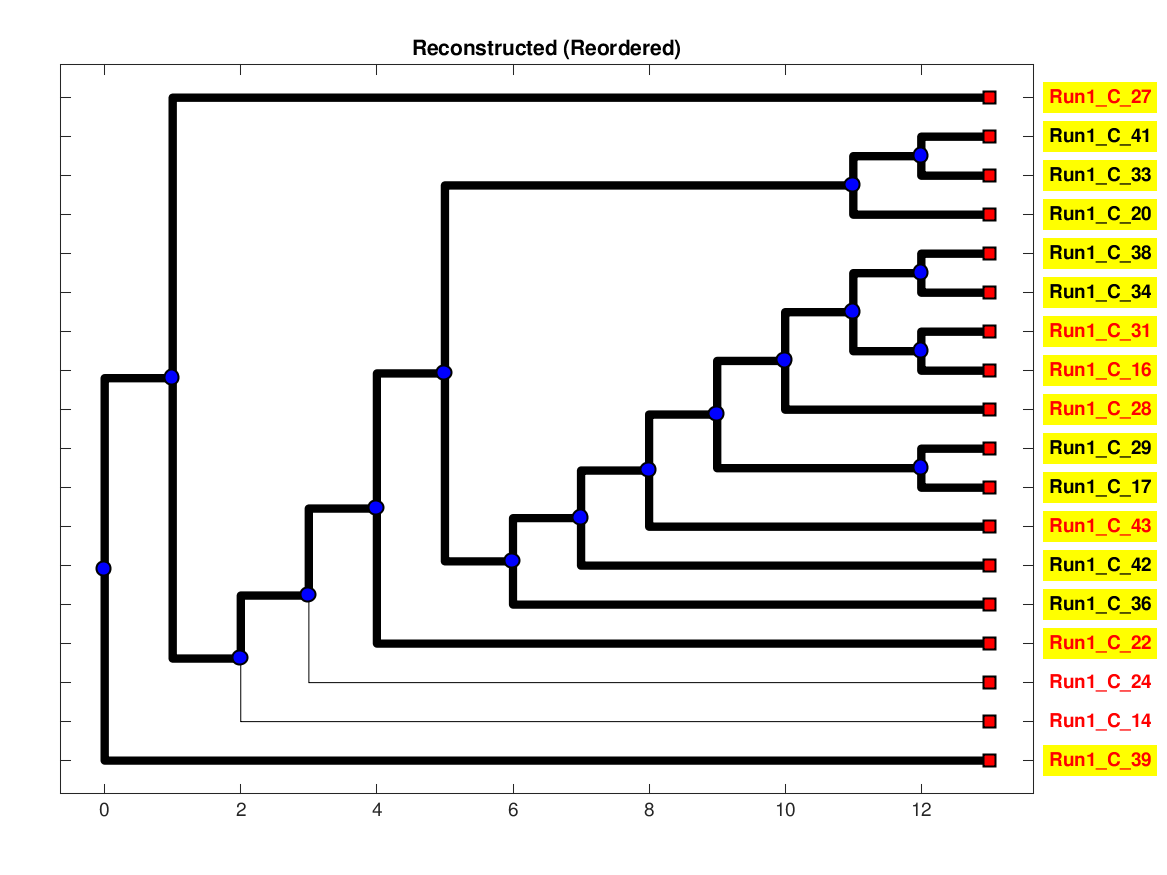 Reconstructed (Reordered)
Run1_C_27
Run1_C_41
Run1_C_33
Run1_C_20
Run1_C_38
Run1_C_34
Run1_C_31
Run1_C_16
Run1_C_28
Run1_C_29
Run1_C_17
Run1_C_43
Run1_C_42
Run1_C_36
Run1_C_22
Run1_C_24
Run1_C_14
Run1_C_39
0 2 4 6 8 10 12